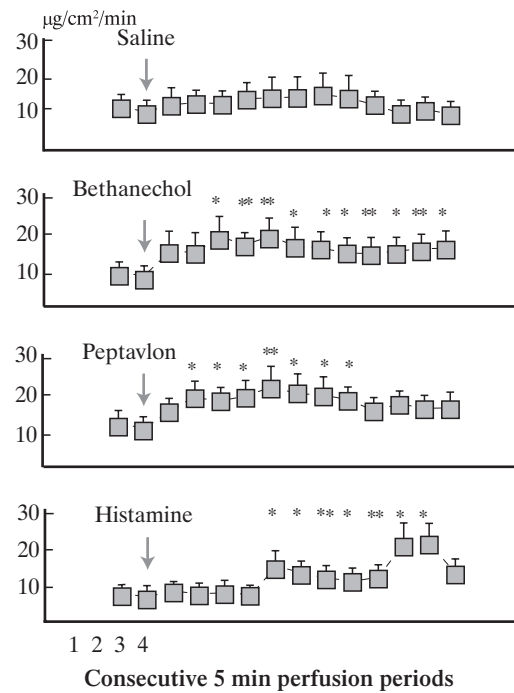 μg/cm²/min
Saline
30
20
10
Bethanechol
* ** ** * * * ** * ** *
30
20
10
Peptavlon
* * * ** * * *
30
20
10
Histamine
* * ** * ** * *
30
20
10
1 2 3 4
Consecutive 5 min perfusion periods